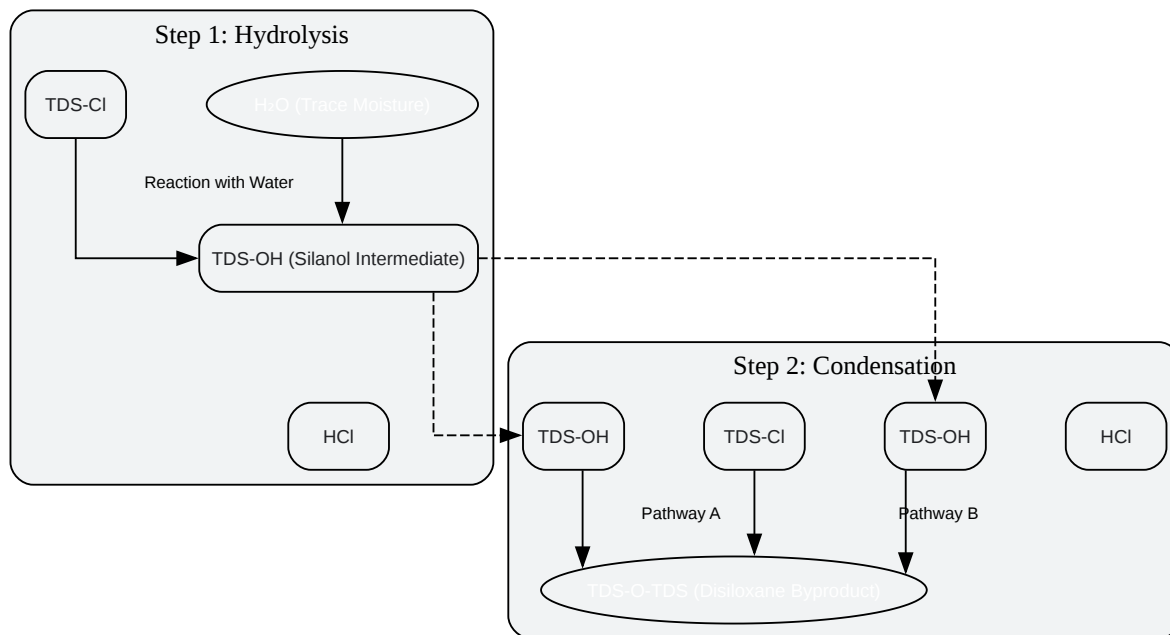 Step 1: Hydrolysis
TDS-Cl
H₂O (Trace Moisture)
Reaction with Water
TDS-OH (Silanol Intermediate)
HCl
Step 2: Condensation
TDS-OH
TDS-Cl
TDS-OH
HCl
Pathway A
Pathway B
TDS-O-TDS (Disiloxane Byproduct)